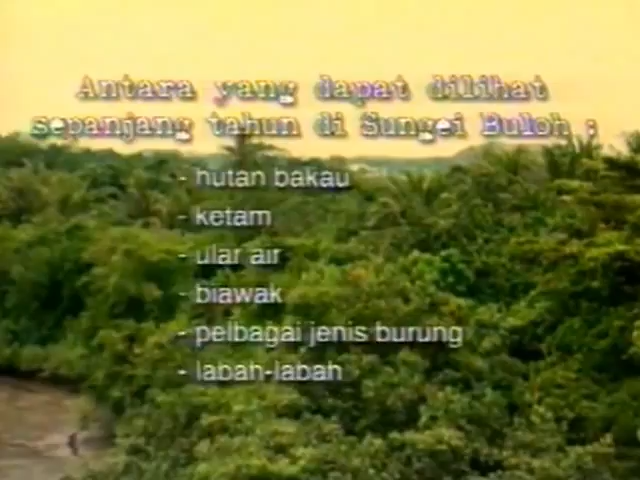 Antara yang dapat dilihat
sepanjang tahun di Sungei Buloh ;
- hutan bakau
- ketam
- ular air
- biawak
- pelbagai jenis burung
- labah-labah